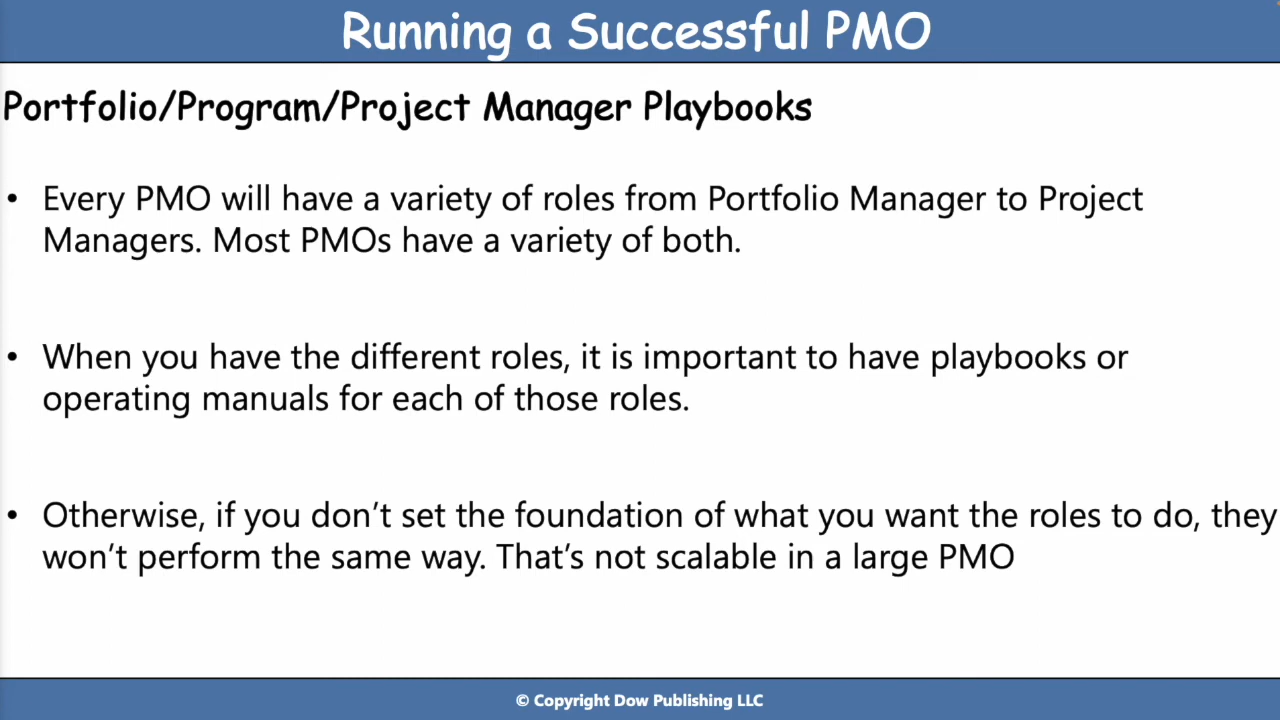 Running a Successful PMO
Portfolio/Program/Project Manager Playbooks
• Every PMO will have a variety of roles from Portfolio Manager to Project
Managers. Most PMOs have a variety of both.
• When you have the different roles, it is important to have playbooks or
operating manuals for each of those roles.
• Otherwise, if you don’t set the foundation of what you want the roles to do, they
won’t perform the same way. That’s not scalable in a large PMO
© Copyright Dow Publishing LLC